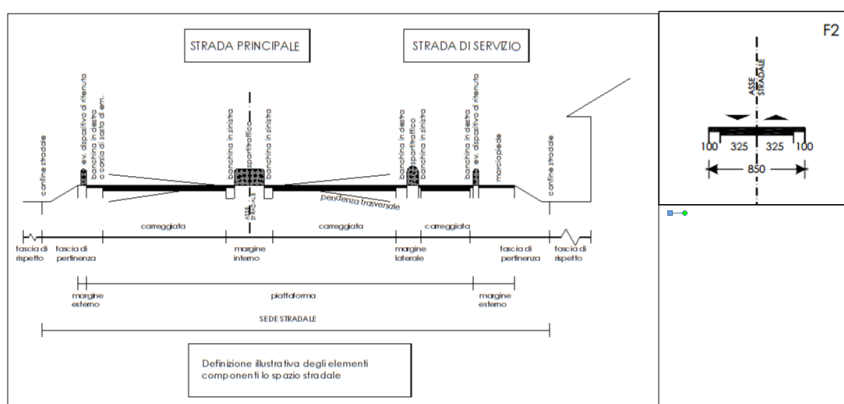 STRADA PRINCIPALE
STRADA DI SERVIZIO
confine stradale
ev. dispositivo di ritenuta
banchina in destra
o corsia di sosta di em.
banchina in sinistra
spartitraffico
banchina in sinistra
banchina in destra
spartitraffico
banchina in sinistra
banchina in destra
ev. dispositivo di ritenuta
marciapiede
confine stradale
ASSE
STRADALE
pendenza trasversale
carreggiata
carreggiata
carreggiata
fascia di
rispetto
fascia di
pertinenza
margine
interno
margine
laterale
fascia di
pertinenza
fascia di
rispetto
margine
esterno
piattaforma
margine
esterno
SEDE STRADALE
Definizione illustrativa degli elementi
componenti lo spazio stradale
F2
ASSE
STRADALE
100 325 325 100
850